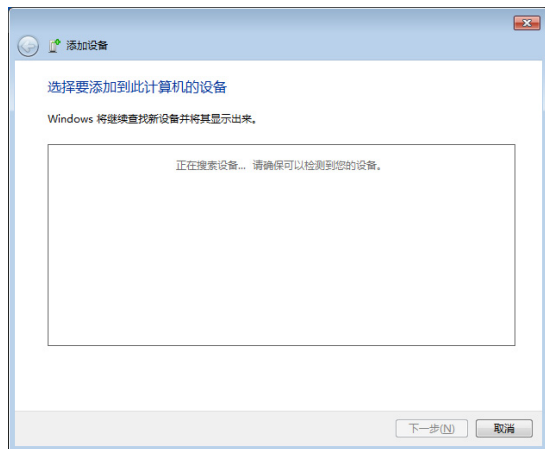 添加设备
选择要添加到此计算机的设备
Windows 将继续查找新设备并将其显示出来。
正在搜索设备... 请确保可以检测到您的设备。
下一步(N) 取消